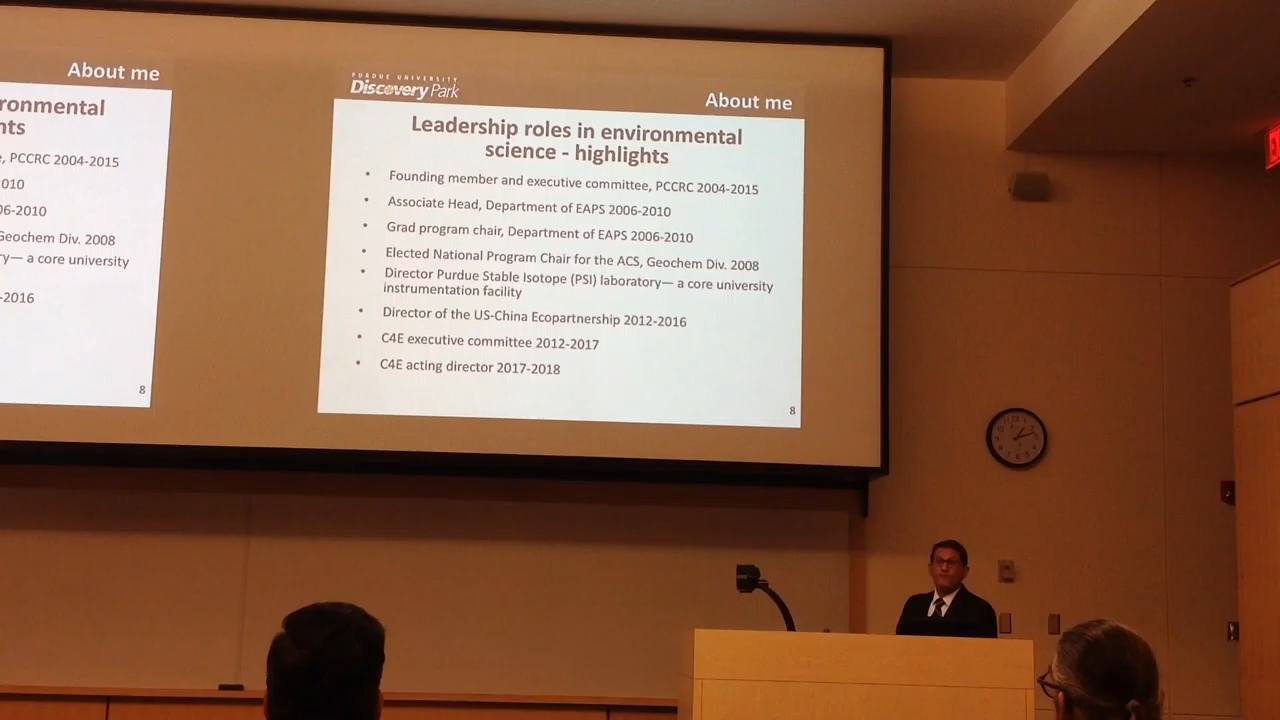 About me
ronmental
nts
, PCCRC 2004-2015
010
06-2010
Geochem Div. 2008
ry— a core university
-2016
8
PURDUE UNIVERSITY
Discovery Park
About me
Leadership roles in environmental
science - highlights
• Founding member and executive committee, PCCRC 2004-2015
• Associate Head, Department of EAPS 2006-2010
• Grad program chair, Department of EAPS 2006-2010
• Elected National Program Chair for the ACS, Geochem Div. 2008
• Director Purdue Stable Isotope (PSI) laboratory— a core university
instrumentation facility
• Director of the US-China Ecopartnership 2012-2016
• C4E executive committee 2012-2017
• C4E acting director 2017-2018
8